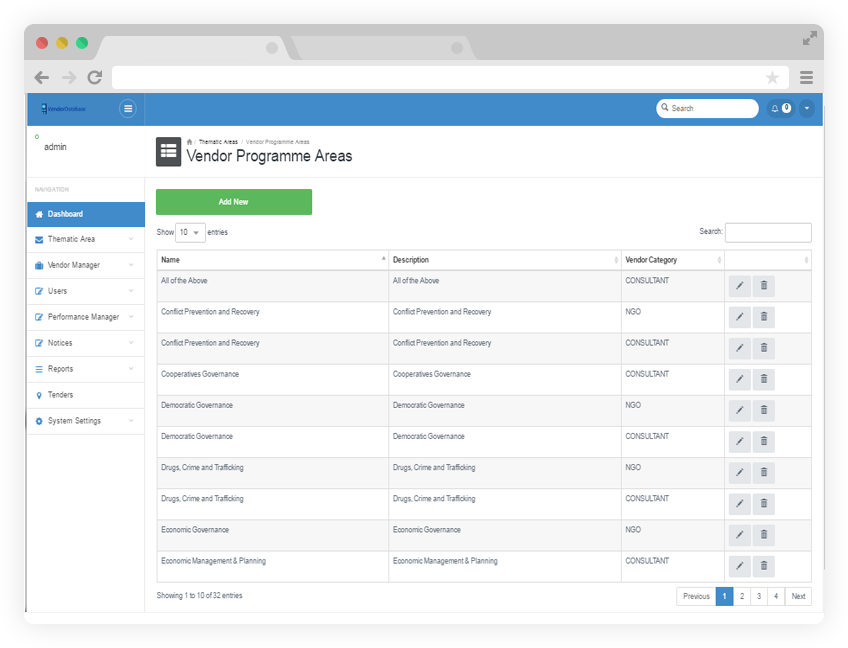 VendorDatabase
Search
0
admin
/ Thematic Areas / Vendor Programme Areas
Vendor Programme Areas
NAVIGATION
Dashboard
Thematic Area
Vendor Manager
Users
Performance Manager
Notices
Reports
Tenders
System Settings
Add New
Show 10 entries
Search:
Name Description Vendor Category
All of the Above All of the Above CONSULTANT
Conflict Prevention and Recovery Conflict Prevention and Recovery NGO
Conflict Prevention and Recovery Conflict Prevention and Recovery CONSULTANT
Cooperatives Governance Cooperatives Governance CONSULTANT
Democratic Governance Democratic Governance NGO
Democratic Governance Democratic Governance CONSULTANT
Drugs, Crime and Trafficking Drugs, Crime and Trafficking NGO
Drugs, Crime and Trafficking Drugs, Crime and Trafficking CONSULTANT
Economic Governance Economic Governance NGO
Economic Management & Planning Economic Management & Planning CONSULTANT
Showing 1 to 10 of 32 entries
Previous 1 2 3 4 Next